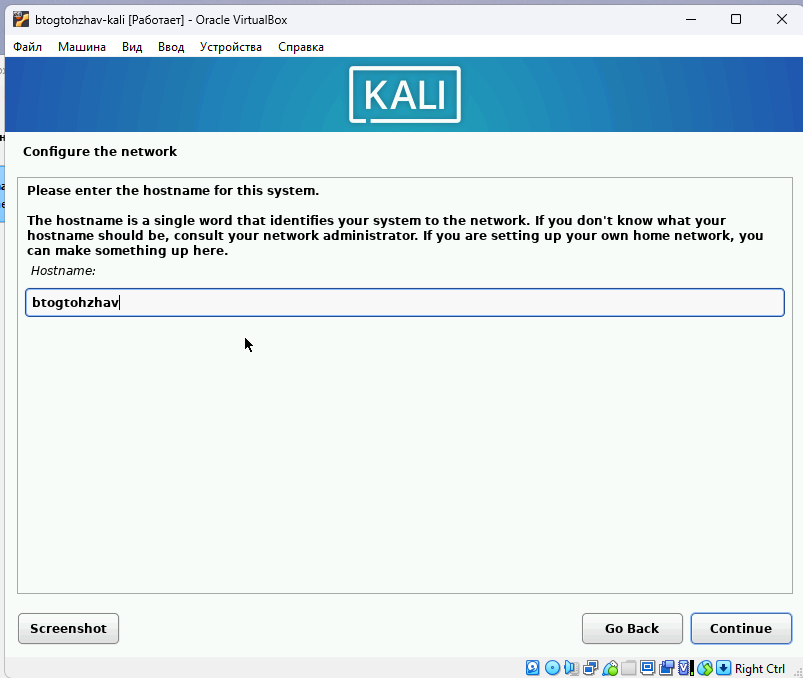 btogtohzhav-kali [Работает] - Oracle VirtualBox
Файл Машина Вид Ввод Устройства Справка
KALI
Configure the network
Please enter the hostname for this system.
The hostname is a single word that identifies your system to the network. If you don't know what your
hostname should be, consult your network administrator. If you are setting up your own home network, you
can make something up here.
Hostname:
btogtohzhav
Screenshot Go Back Continue
Right Ctrl